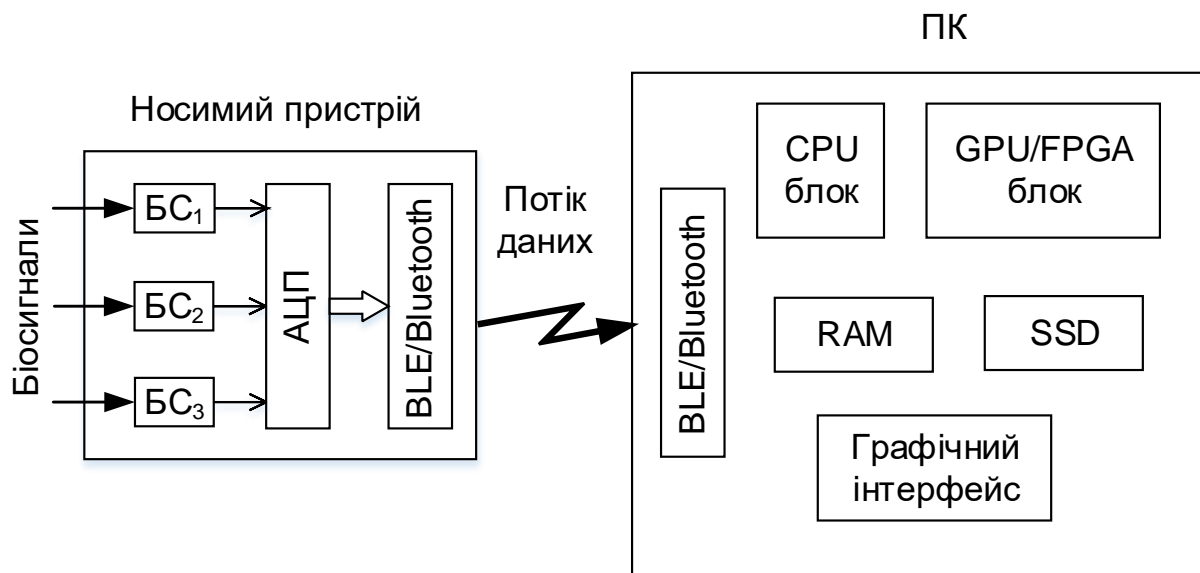 ПК
Носимий пристрій
Біосигнали
БС₁
БС₂
БС₃
АЦП
BLE/Bluetooth
Потік
даних
BLE/Bluetooth
CPU
блок
GPU/FPGA
блок
RAM
SSD
Графічний
інтерфейс